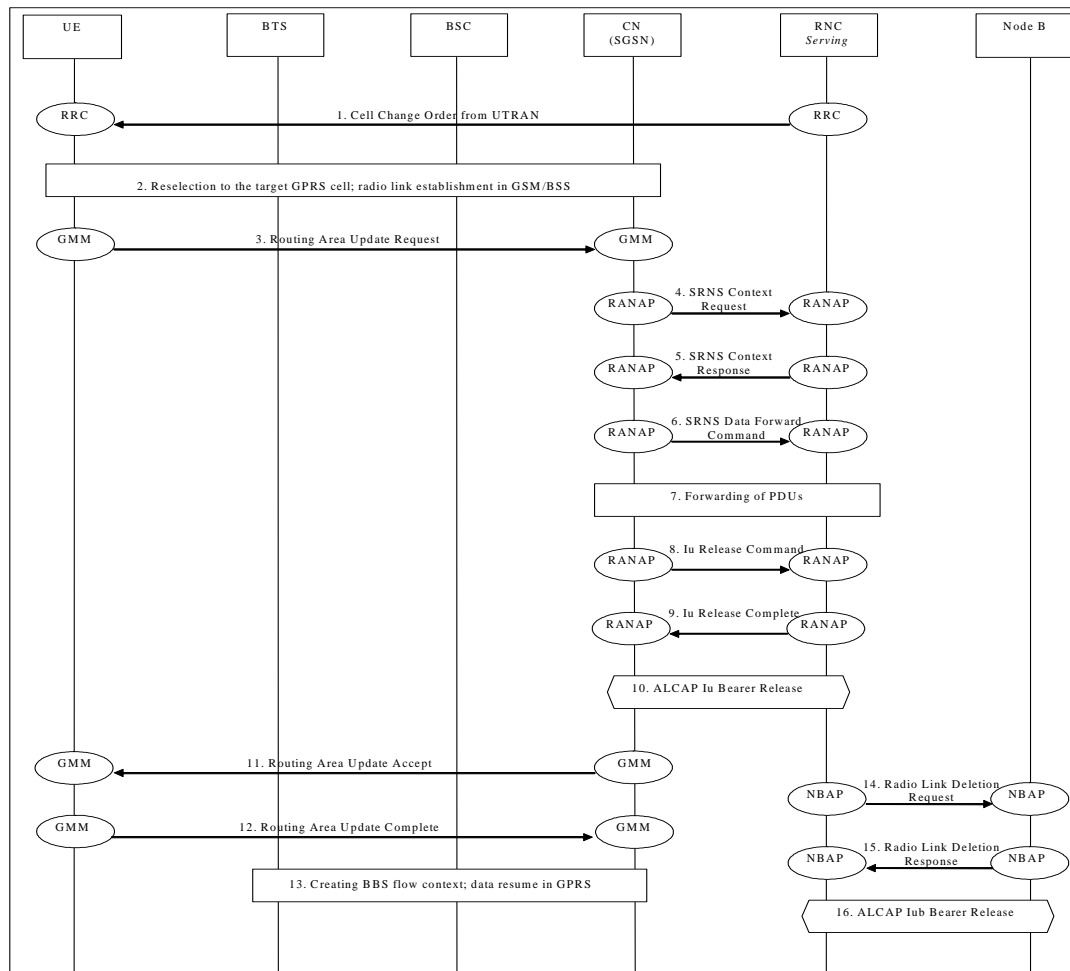 UE
BTS
BSC
CN
(SGSN)
RNC
Serving
Node B
RRC
1. Cell Change Order from UTRAN
RRC
2. Reselection to the target GPRS cell; radio link establishment in GSM/BSS
GMM
3. Routing Area Update Request
GMM
RANAP
4. SRNS Context
Request
RANAP
RANAP
5. SRNS Context
Response
RANAP
RANAP
6. SRNS Data Forward
Command
RANAP
7. Forwarding of PDUs
RANAP
8. Iu Release Command
RANAP
RANAP
9. Iu Release Complete
RANAP
10. ALCAP Iu Bearer Release
GMM
11. Routing Area Update Accept
GMM
NBAP
14. Radio Link Deletion
Request
NBAP
GMM
12. Routing Area Update Complete
GMM
NBAP
15. Radio Link Deletion
Response
NBAP
13. Creating BBS flow context; data resume in GPRS
16. ALCAP Iub Bearer Release